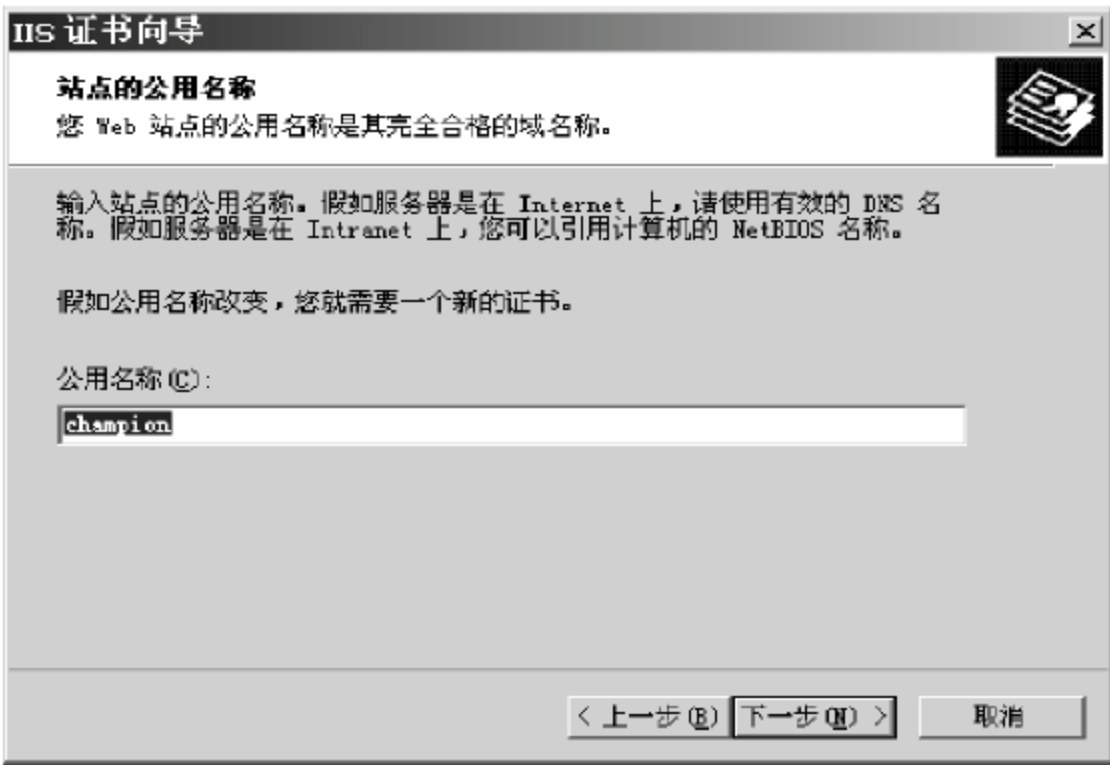 IIS 证书向导
站点的公用名称
您 Web 站点的公用名称是其完全合格的域名称。
输入站点的公用名称。假如服务器是在 Internet 上，请使用有效的 DNS 名
称。假如服务器是在 Intranet 上，您可以引用计算机的 NetBIOS 名称。
假如公用名称改变，您就需要一个新的证书。
公用名称(C):
champion
< 上一步(B) 下一步(N) > 取消